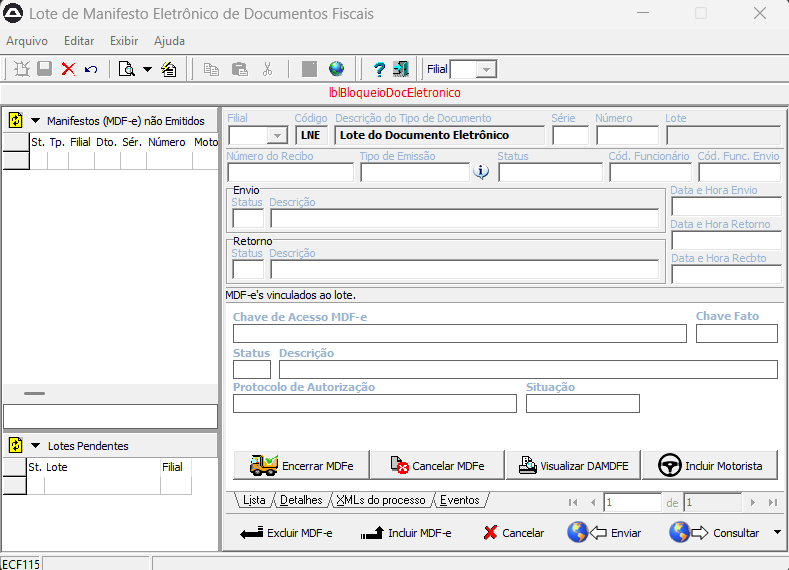 Lote de Manifesto Eletrônico de Documentos Fiscais
Arquivo Editar Exibir Ajuda
Filial
lblBloqueioDocEletronico
Manifestos (MDF-e) não Emitidos
St. Tp. Filial Dto. Sér. Número Moto
Filial Código Descrição do Tipo de Documento Série Número Lote
LNE Lote do Documento Eletrônico
Número do Recibo Tipo de Emissão Status Cód. Funcionário Cód. Func. Envio
Envio
Status Descrição
Data e Hora Envio
Data e Hora Retorno
Retorno
Status Descrição
Data e Hora Recbto
MDF-e's vinculados ao lote.
Chave de Acesso MDF-e Chave Fato
Status Descrição
Protocolo de Autorização Situação
Lotes Pendentes
St. Lote Filial
Encerrar MDFe Cancelar MDFe Visualizar DAMDFE Incluir Motorista
Lista Detalhes XMLs do processo Eventos
1 de 1
Excluir MDF-e Incluir MDF-e Cancelar Enviar Consultar
ECF115